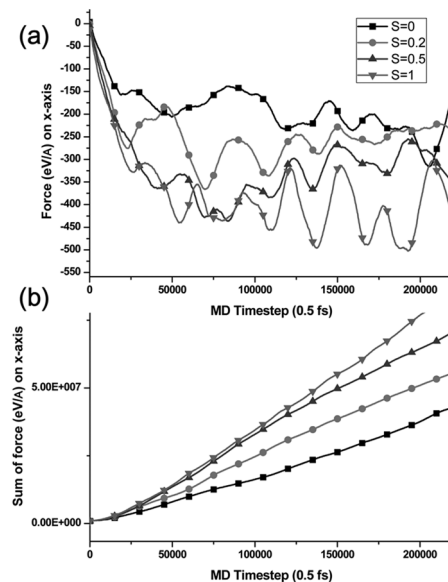 (a)
S=0
S=0.2
S=0.5
S=1
Force (eV/A) on x-axis
0
-50
-100
-150
-200
-250
-300
-350
-400
-450
-500
-550
0 50000 100000 150000 200000
MD Timestep (0.5 fs)
(b)
Sum of force (eV/A) on x-axis
5.00E+007
0.00E+000
0 50000 100000 150000 200000
MD Timestep (0.5 fs)